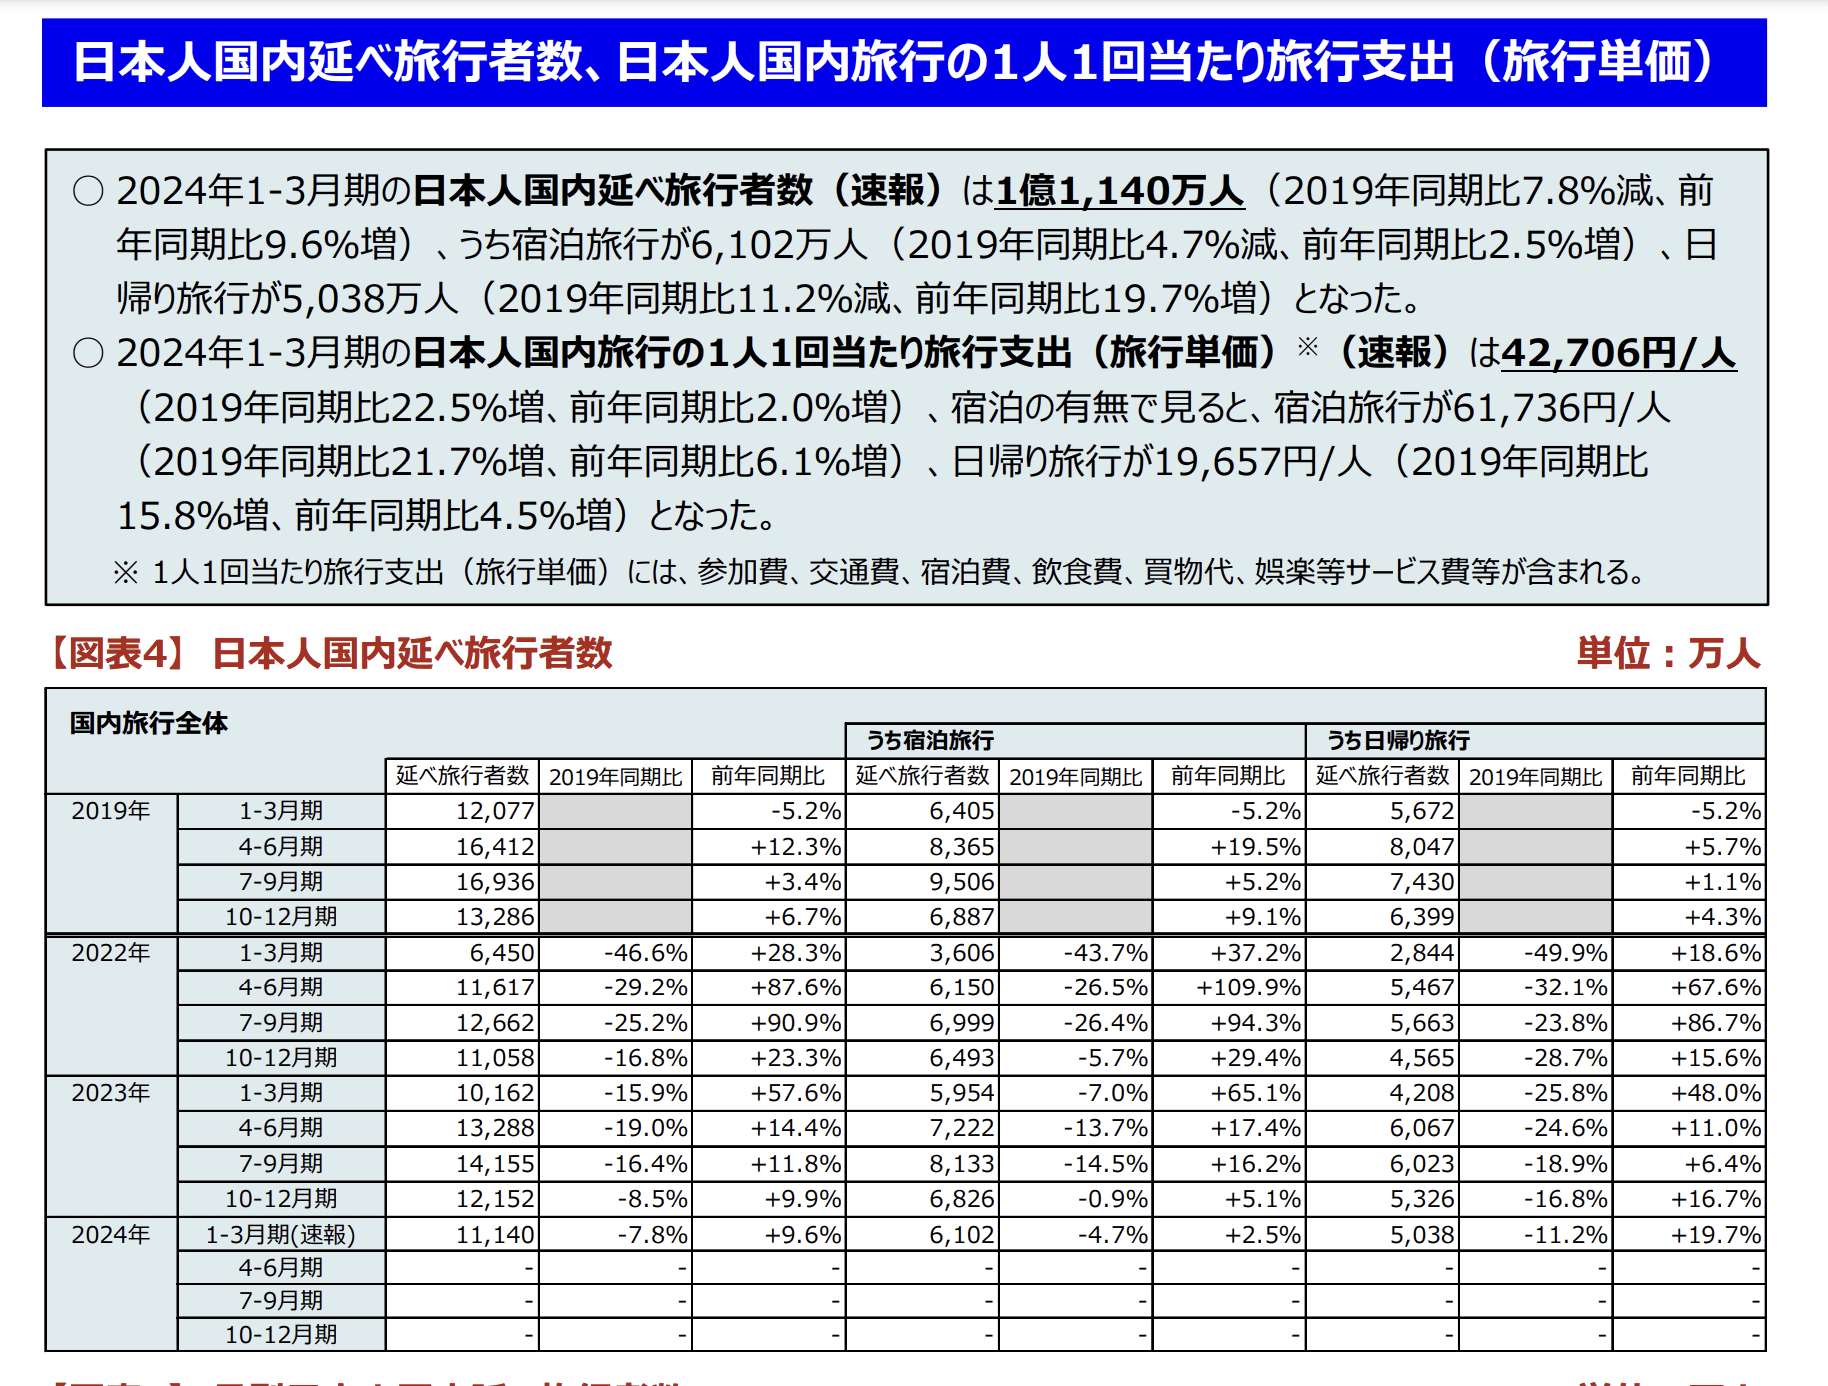 日本人国内延べ旅行者数、日本人国内旅行の1人1回当たり旅行支出（旅行単価）
○ 2024年1-3月期の日本人国内延べ旅行者数（速報）は1億1,140万人（2019年同期比7.8%減、前
年同期比9.6%増）、うち宿泊旅行が6,102万人（2019年同期比4.7%減、前年同期比2.5%増）、日
帰り旅行が5,038万人（2019年同期比11.2%減、前年同期比19.7%増）となった。
○ 2024年1-3月期の日本人国内旅行の1人1回当たり旅行支出（旅行単価）※（速報）は42,706円/人
（2019年同期比22.5%増、前年同期比2.0%増）、宿泊の有無で見ると、宿泊旅行が61,736円/人
（2019年同期比21.7%増、前年同期比6.1%増）、日帰り旅行が19,657円/人（2019年同期比
15.8%増、前年同期比4.5%増）となった。
※ 1人1回当たり旅行支出（旅行単価）には、参加費、交通費、宿泊費、飲食費、買物代、娯楽等サービス費等が含まれる。
【図表4】 日本人国内延べ旅行者数 単位：万人
国内旅行全体
うち宿泊旅行 うち日帰り旅行
延べ旅行者数 2019年同期比 前年同期比 延べ旅行者数 2019年同期比 前年同期比 延べ旅行者数 2019年同期比 前年同期比
2019年 1-3月期 12,077 -5.2% 6,405 -5.2% 5,672 -5.2%
4-6月期 16,412 +12.3% 8,365 +19.5% 8,047 +5.7%
7-9月期 16,936 +3.4% 9,506 +5.2% 7,430 +1.1%
10-12月期 13,286 +6.7% 6,887 +9.1% 6,399 +4.3%
2022年 1-3月期 6,450 -46.6% +28.3% 3,606 -43.7% +37.2% 2,844 -49.9% +18.6%
4-6月期 11,617 -29.2% +87.6% 6,150 -26.5% +109.9% 5,467 -32.1% +67.6%
7-9月期 12,662 -25.2% +90.9% 6,999 -26.4% +94.3% 5,663 -23.8% +86.7%
10-12月期 11,058 -16.8% +23.3% 6,493 -5.7% +29.4% 4,565 -28.7% +15.6%
2023年 1-3月期 10,162 -15.9% +57.6% 5,954 -7.0% +65.1% 4,208 -25.8% +48.0%
4-6月期 13,288 -19.0% +14.4% 7,222 -13.7% +17.4% 6,067 -24.6% +11.0%
7-9月期 14,155 -16.4% +11.8% 8,133 -14.5% +16.2% 6,023 -18.9% +6.4%
10-12月期 12,152 -8.5% +9.9% 6,826 -0.9% +5.1% 5,326 -16.8% +16.7%
2024年 1-3月期(速報) 11,140 -7.8% +9.6% 6,102 -4.7% +2.5% 5,038 -11.2% +19.7%
4-6月期 - - - - - - - - -
7-9月期 - - - - - - - - -
10-12月期 - - - - - - - - -